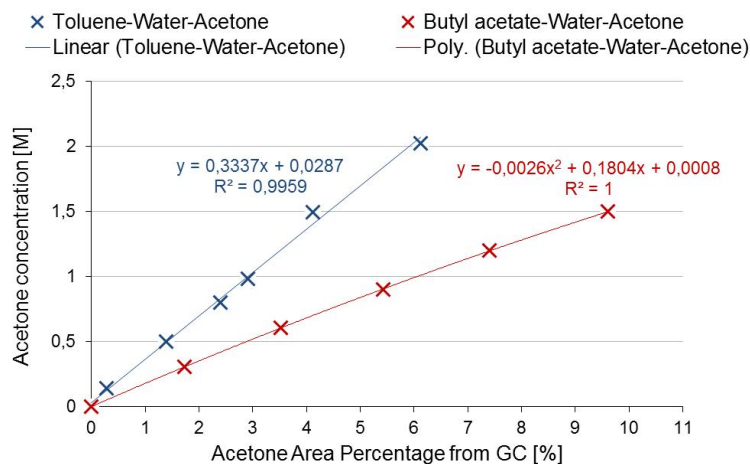 Toluene-Water-Acetone
Butyl acetate-Water-Acetone
Linear (Toluene-Water-Acetone)
Poly. (Butyl acetate-Water-Acetone)
Acetone concentration [M]
2,5
2
1,5
1
0,5
0
y = 0,3337x + 0,0287
R² = 0,9959
y = -0,0026x² + 0,1804x + 0,0008
R² = 1
0 1 2 3 4 5 6 7 8 9 10 11
Acetone Area Percentage from GC [%]